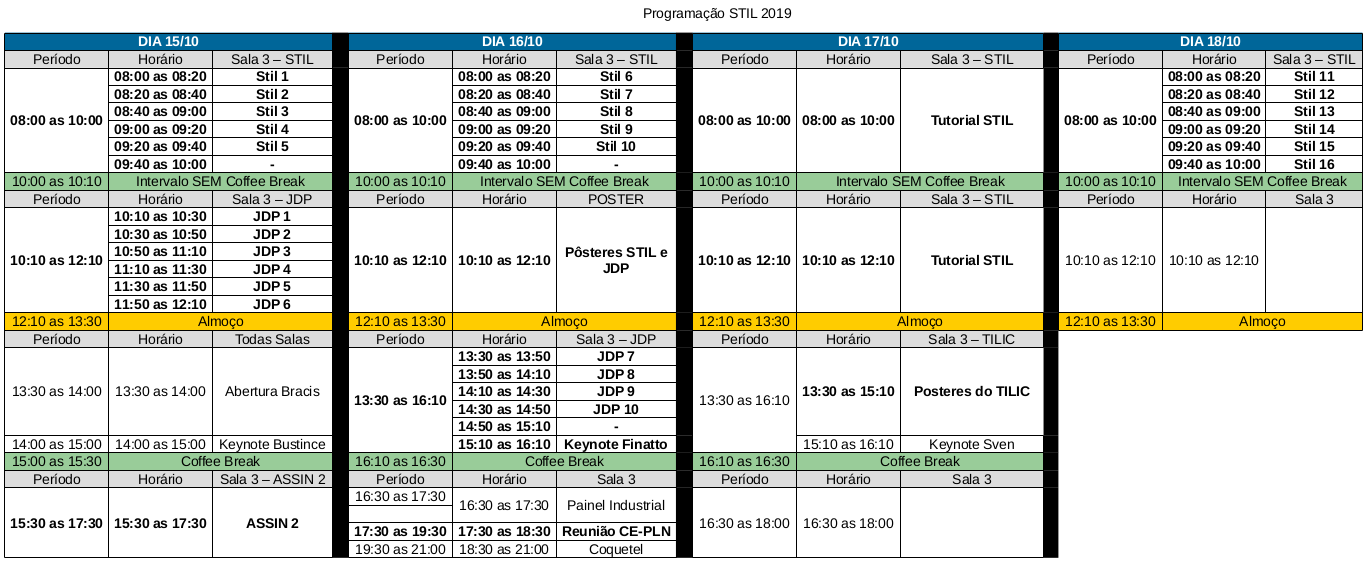 Programação STIL 2019
DIA 15/10 DIA 16/10 DIA 17/10 DIA 18/10
Período Horário Sala 3 – STIL Período Horário Sala 3 – STIL Período Horário Sala 3 – STIL Período Horário Sala 3 – STIL
08:00 as 08:20 Stil 1 08:00 as 08:20 Stil 6 08:00 as 08:20 Stil 11
08:20 as 08:40 Stil 2 08:20 as 08:40 Stil 7 08:20 as 08:40 Stil 12
08:40 as 09:00 Stil 3 08:40 as 09:00 Stil 8 08:40 as 09:00 Stil 13
08:00 as 10:00 08:00 as 10:00 08:00 as 10:00 08:00 as 10:00 Tutorial STIL 08:00 as 10:00
09:00 as 09:20 Stil 4 09:00 as 09:20 Stil 9 09:00 as 09:20 Stil 14
09:20 as 09:40 Stil 5 09:20 as 09:40 Stil 10 09:20 as 09:40 Stil 15
09:40 as 10:00 - 09:40 as 10:00 - 09:40 as 10:00 Stil 16
10:00 as 10:10 Intervalo SEM Coffee Break 10:00 as 10:10 Intervalo SEM Coffee Break 10:00 as 10:10 Intervalo SEM Coffee Break 10:00 as 10:10 Intervalo SEM Coffee Break
Período Horário Sala 3 – JDP Período Horário POSTER Período Horário Sala 3 – STIL Período Horário Sala 3
10:10 as 10:30 JDP 1
10:30 as 10:50 JDP 2
10:50 as 11:10 JDP 3 Pôsteres STIL e
10:10 as 12:10 10:10 as 12:10 10:10 as 12:10 10:10 as 12:10 10:10 as 12:10 Tutorial STIL 10:10 as 12:10 10:10 as 12:10
11:10 as 11:30 JDP 4 JDP
11:30 as 11:50 JDP 5
11:50 as 12:10 JDP 6
12:10 as 13:30 Almoço 12:10 as 13:30 Almoço 12:10 as 13:30 Almoço 12:10 as 13:30 Almoço
Período Horário Todas Salas Período Horário Sala 3 – JDP Período Horário Sala 3 – TILIC
13:30 as 13:50 JDP 7
13:50 as 14:10 JDP 8
13:30 as 14:00 13:30 as 14:00 Abertura Bracis 14:10 as 14:30 JDP 9 13:30 as 15:10 Posteres do TILIC
13:30 as 16:10 13:30 as 16:10
14:30 as 14:50 JDP 10
14:50 as 15:10 -
14:00 as 15:00 14:00 as 15:00 Keynote Bustince 15:10 as 16:10 Keynote Finatto 15:10 as 16:10 Keynote Sven
15:00 as 15:30 Coffee Break 16:10 as 16:30 Coffee Break 16:10 as 16:30 Coffee Break
Período Horário Sala 3 – ASSIN 2 Período Horário Sala 3 Período Horário Sala 3
16:30 as 17:30 16:30 as 17:30 Painel Industrial
15:30 as 17:30 15:30 as 17:30 ASSIN 2 16:30 as 18:00 16:30 as 18:00
17:30 as 19:30 17:30 as 18:30 Reunião CE-PLN
19:30 as 21:00 18:30 as 21:00 Coquetel